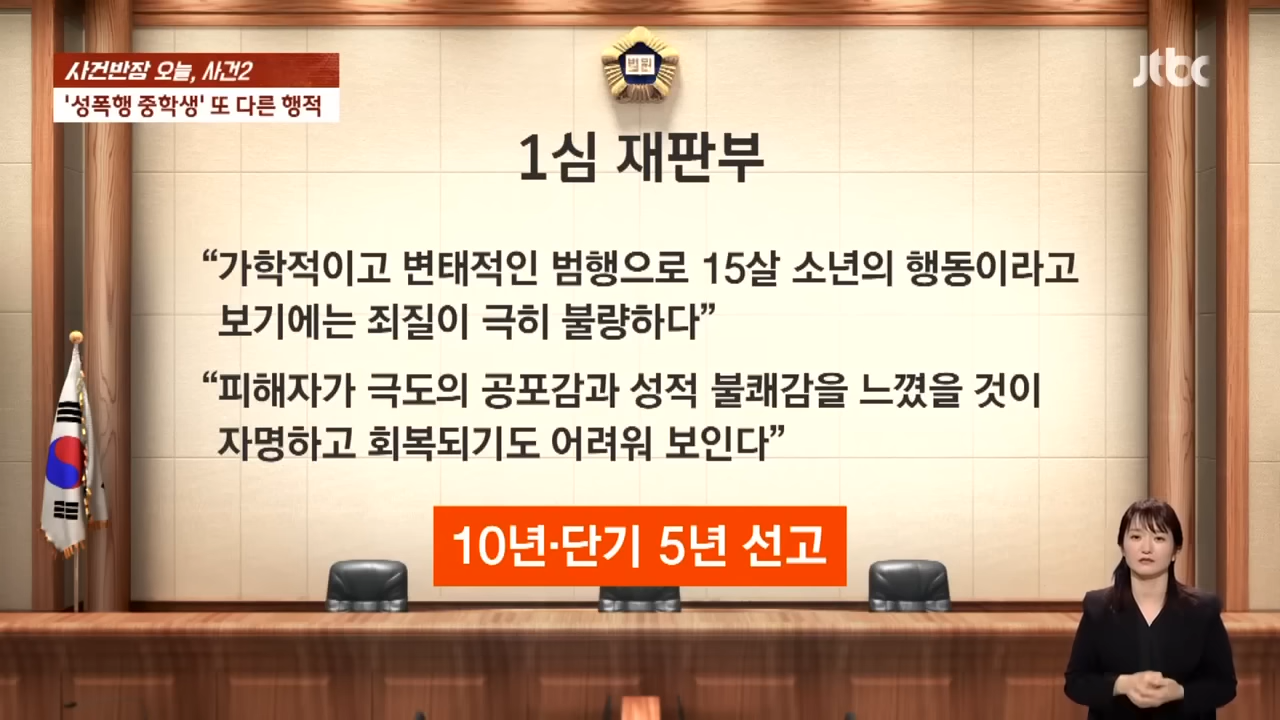 사건반장 오늘, 사건2
'성폭행 중학생' 또 다른 행적
jtbc
법원
1심 재판부
“가학적이고 변태적인 범행으로 15살 소년의 행동이라고
보기에는 죄질이 극히 불량하다”
“피해자가 극도의 공포감과 성적 불쾌감을 느꼈을 것이
자명하고 회복되기도 어려워 보인다”
10년·단기 5년 선고